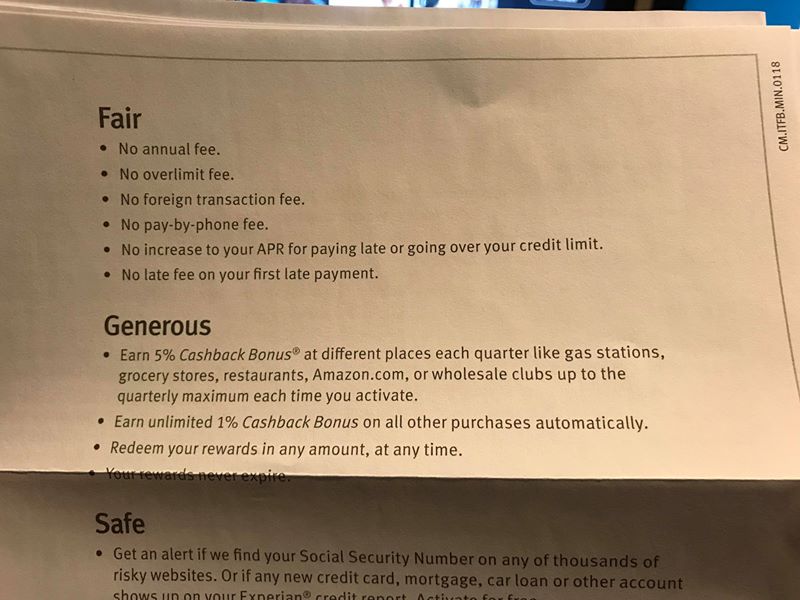 CM.ITFB.MIN.0118
Fair
• No annual fee.
• No overlimit fee.
• No foreign transaction fee.
• No pay-by-phone fee.
• No increase to your APR for paying late or going over your credit limit.
• No late fee on your first late payment.
Generous
• Earn 5% Cashback Bonus® at different places each quarter like gas stations,
grocery stores, restaurants, Amazon.com, or wholesale clubs up to the
quarterly maximum each time you activate.
• Earn unlimited 1% Cashback Bonus on all other purchases automatically.
• Redeem your rewards in any amount, at any time.
• Your rewards never expire.
Safe
• Get an alert if we find your Social Security Number on any of thousands of
risky websites. Or if any new credit card, mortgage, car loan or other account
shows up on your Experian® credit report. Activate for free.